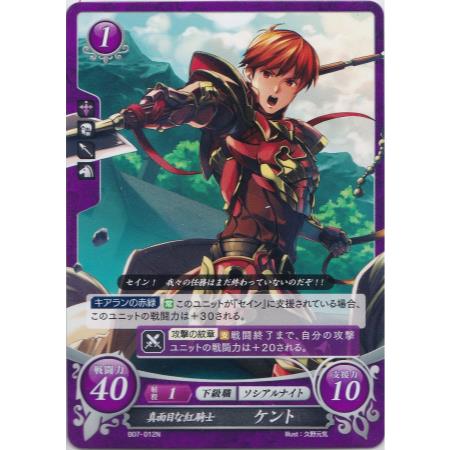 1
セイン！ 我々の任務はまだ終わっていないのだぞ！！
キアランの赤緑 常 このユニットが『セイン』に支援されている場合、
このユニットの戦闘力は+30される。
攻撃の紋章 攻 戦闘終了まで、自分の攻撃
ユニットの戦闘力は+20される。
戦闘力
40
射程 1 下級職 ソシアルナイト
支援力
10
真面目な紅騎士 ケント
B07-012N
Illust：久野元気